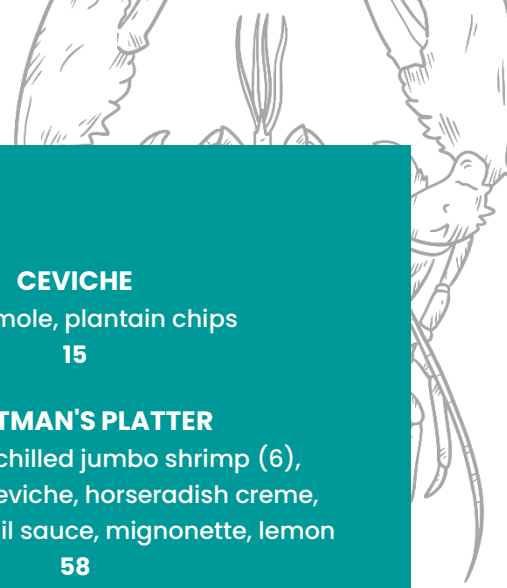 CEVICHE
mole, plantain chips
15
TMAN'S PLATTER
chilled jumbo shrimp (6),
eviche, horseradish creme,
il sauce, mignonette, lemon
58